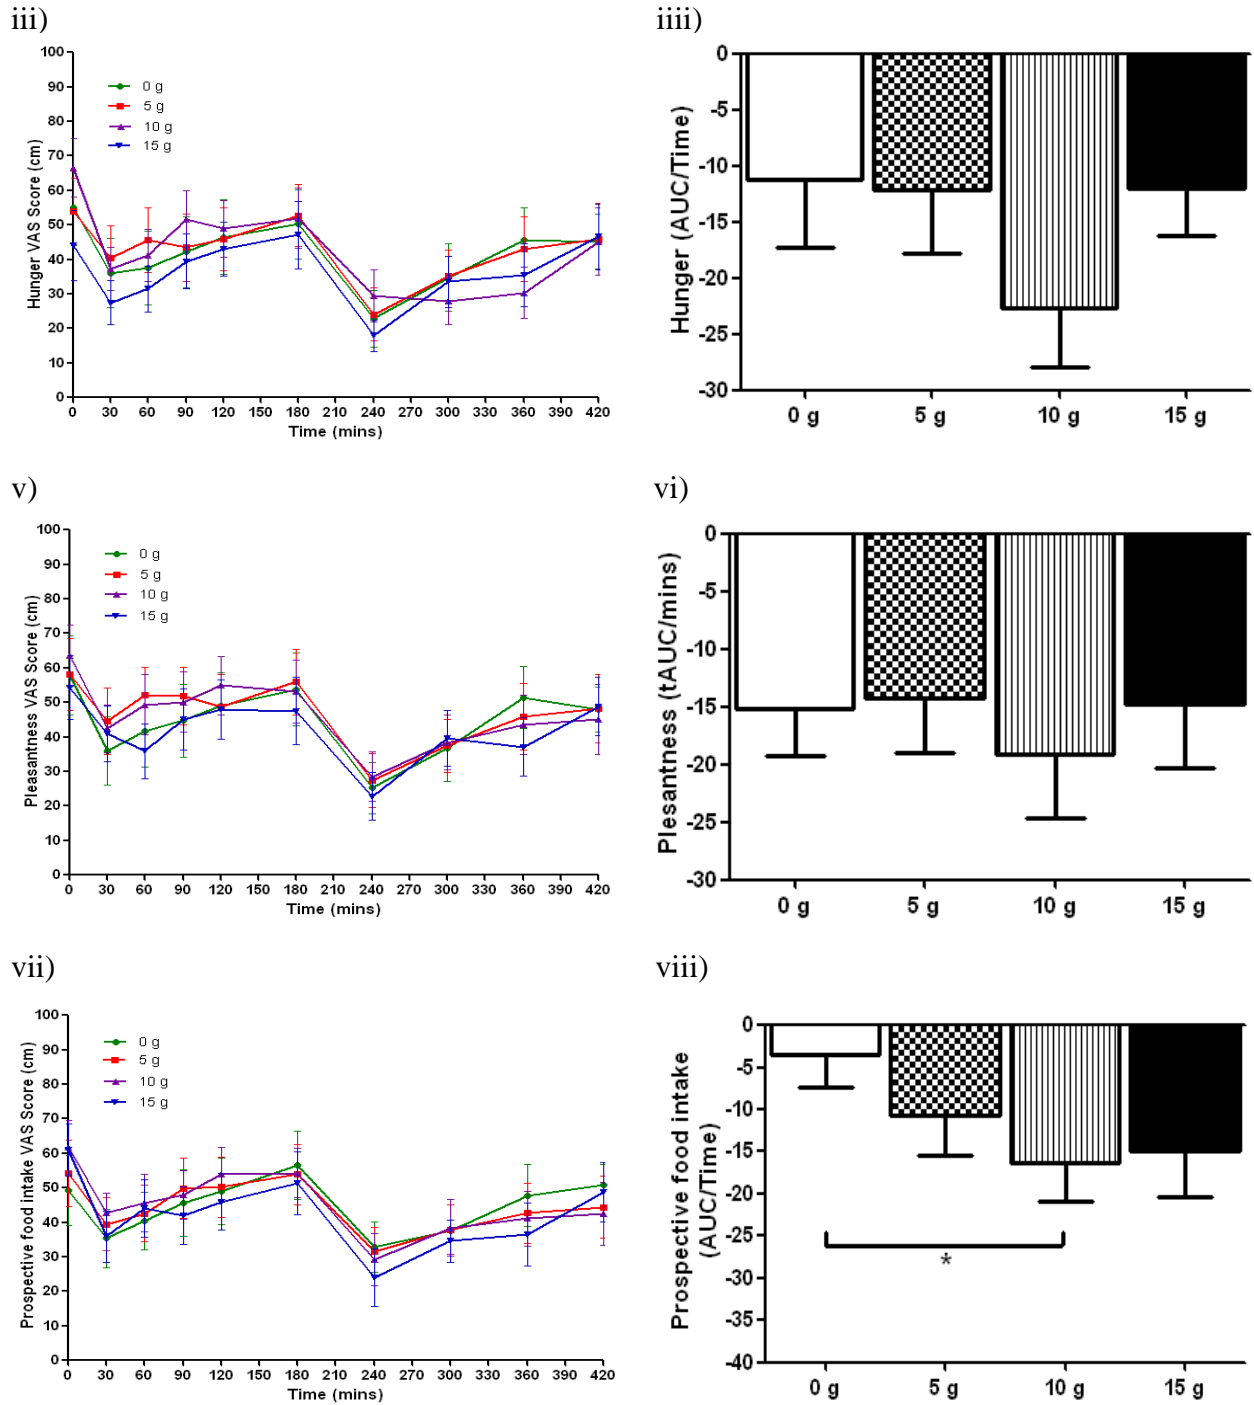 iii)
Hunger VAS Score (cm)
100
90
80
70
60
50
40
30
20
10
0
0 g
5 g
10 g
15 g
0 30 60 90 120 150 180 210 240 270 300 330 360 390 420
Time (mins)
iiii)
Hunger (AUC/Time)
0
-5
-10
-15
-20
-25
-30
0 g 5 g 10 g 15 g
v)
Pleasantness VAS Score (cm)
100
90
80
70
60
50
40
30
20
10
0
0 g
5 g
10 g
15 g
0 30 60 90 120 150 180 210 240 270 300 330 360 390 420
Time (mins)
vi)
Plesantness (tAUC/mins)
0
-5
-10
-15
-20
-25
-30
0 g 5 g 10 g 15 g
vii)
Prospective food intake VAS Score (cm)
100
90
80
70
60
50
40
30
20
10
0
0 g
5 g
10 g
15 g
0 30 60 90 120 150 180 210 240 270 300 330 360 390 420
Time (mins)
viii)
Prospective food intake
(AUC/Time)
0
-5
-10
-15
-20
-25
-30
-35
-40
*
0 g 5 g 10 g 15 g